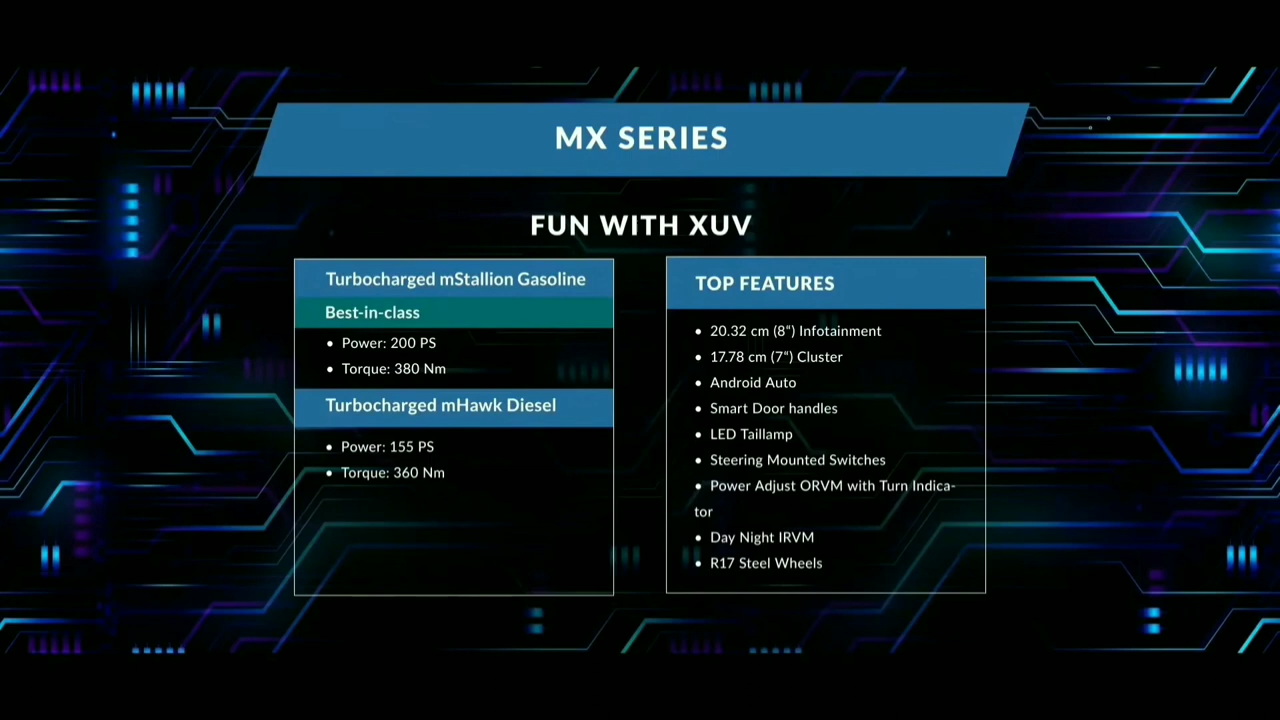 MX SERIES
FUN WITH XUV
Turbocharged mStallion Gasoline
Best-in-class
• Power: 200 PS
• Torque: 380 Nm
Turbocharged mHawk Diesel
• Power: 155 PS
• Torque: 360 Nm
TOP FEATURES
• 20.32 cm (8“) Infotainment
• 17.78 cm (7“) Cluster
• Android Auto
• Smart Door handles
• LED Taillamp
• Steering Mounted Switches
• Power Adjust ORVM with Turn Indica-
tor
• Day Night IRVM
• R17 Steel Wheels